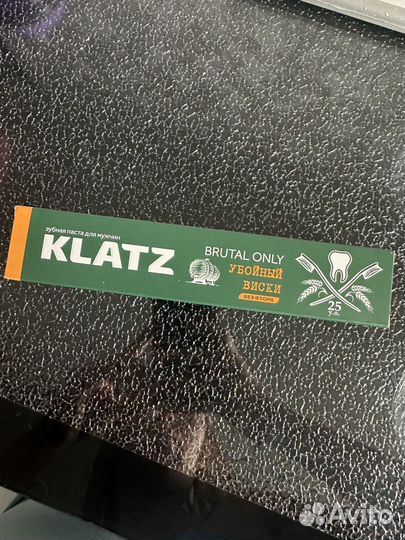 зубная паста для мужчин
KLATZ
BRUTAL ONLY
УБОЙНЫЙ
ВИСКИ
БЕЗ ФТОРА
25
y.o.
Avito